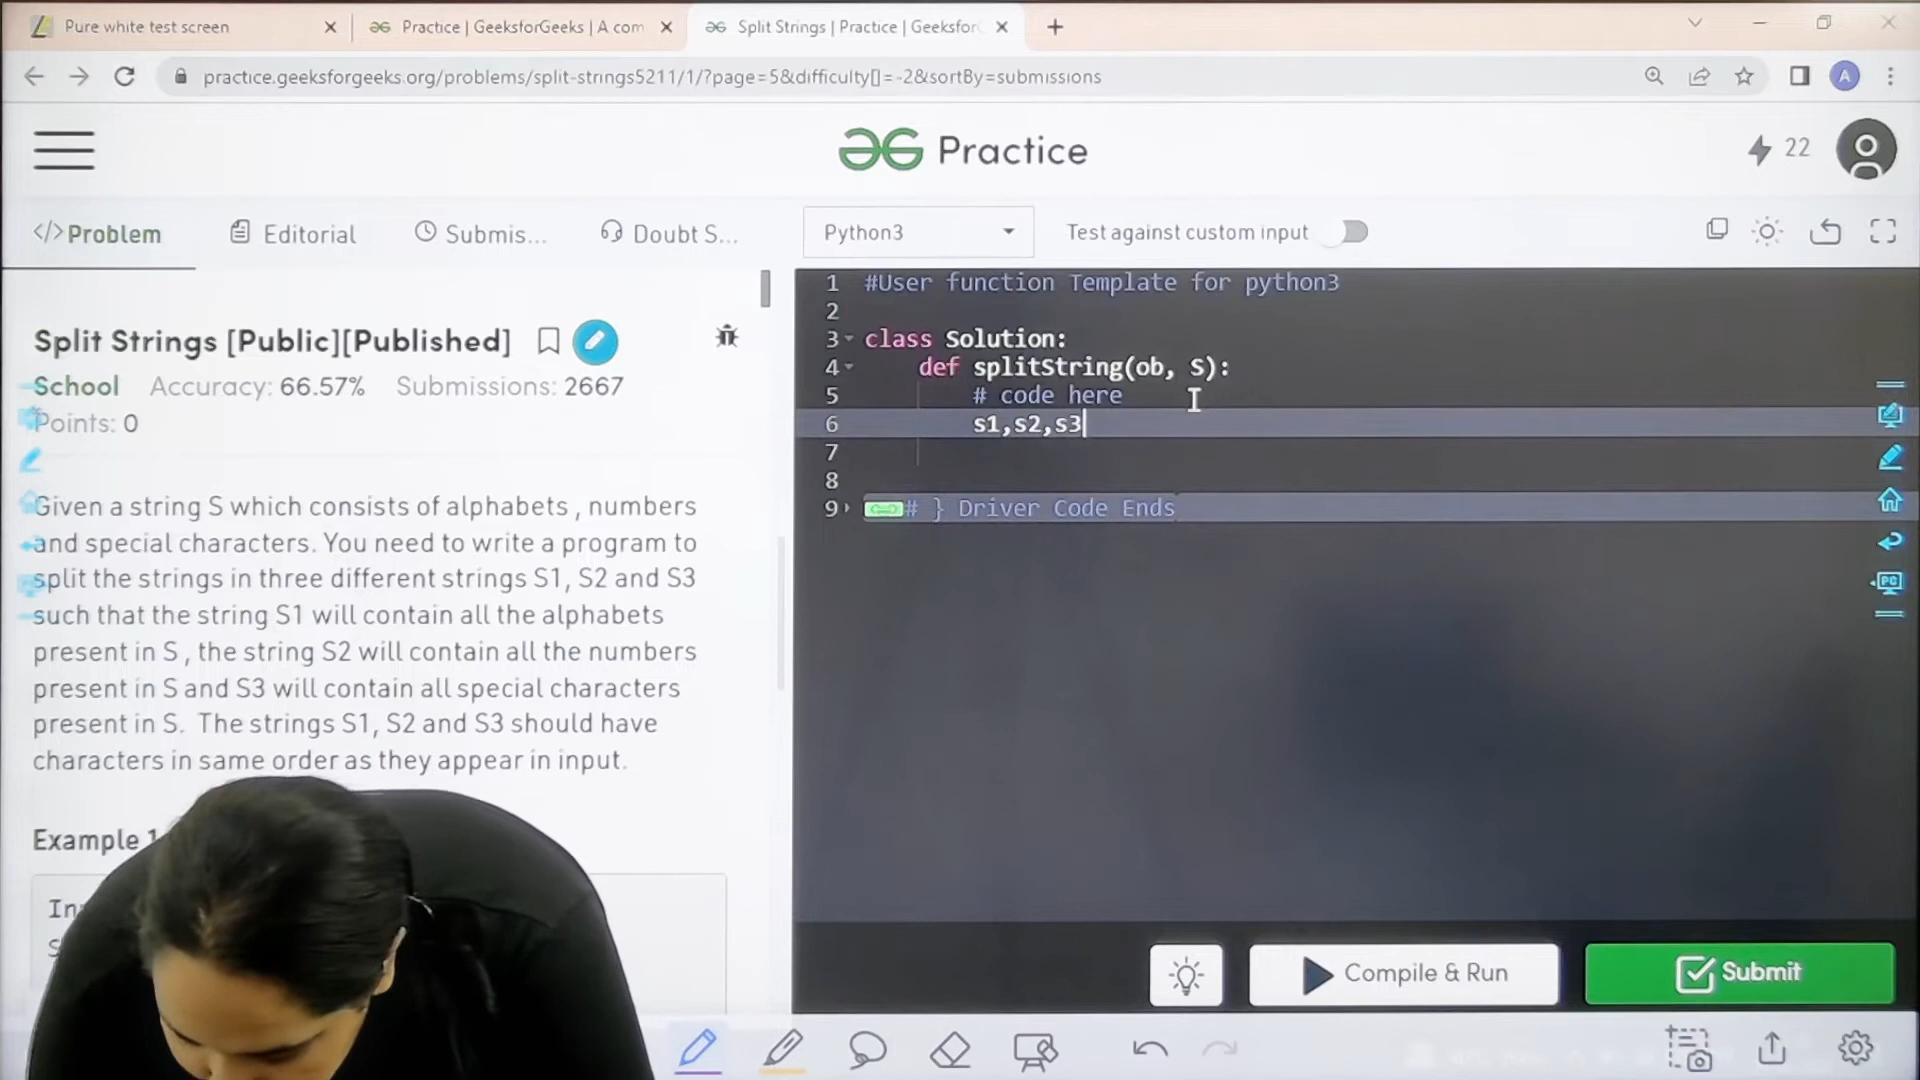 Pure white test screen
Practice | GeeksforGeeks | A com
Split Strings | Practice | Geeksfor
practice.geeksforgeeks.org/problems/split-strings5211/1/?page=5&difficulty[]=-2&sortBy=submissions
A
Practice
22
</>Problem
Editorial
Submis...
Doubt S...
Python3
Test against custom input
Split Strings [Public][Published]
School Accuracy: 66.57% Submissions: 2667
Points: 0
Given a string S which consists of alphabets , numbers
and special characters. You need to write a program to
split the strings in three different strings S1, S2 and S3
such that the string S1 will contain all the alphabets
present in S , the string S2 will contain all the numbers
present in S and S3 will contain all special characters
present in S. The strings S1, S2 and S3 should have
characters in same order as they appear in input.
Example 1
1 #User function Template for python3
2
3 class Solution:
4 def splitString(ob, S):
5 # code here
6 s1,s2,s3
7
8
9 # } Driver Code Ends
PC
Compile & Run
Submit